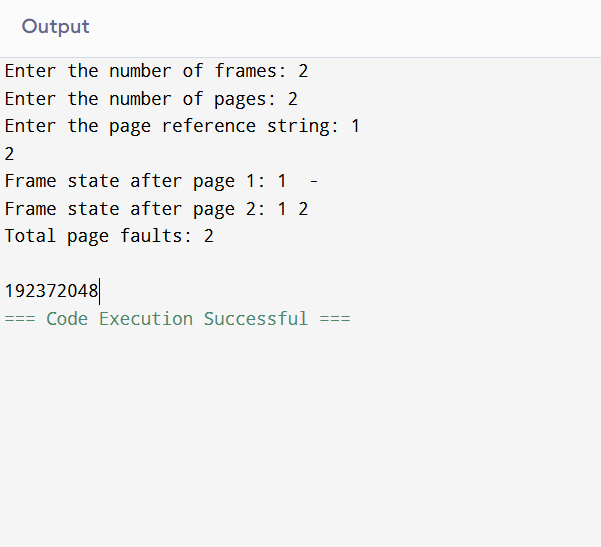 Output
Enter the number of frames: 2
Enter the number of pages: 2
Enter the page reference string: 1
2
Frame state after page 1: 1  -
Frame state after page 2: 1 2
Total page faults: 2
192372048
=== Code Execution Successful ===